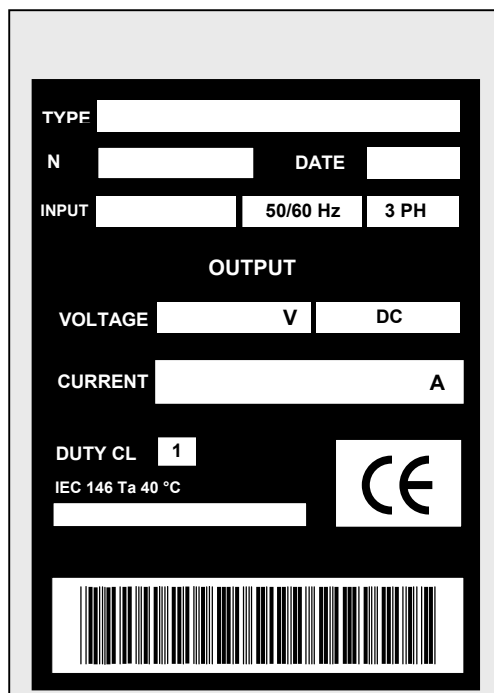 TYPE
N DATE
INPUT 50/60 Hz 3 PH
OUTPUT
VOLTAGE V DC
CURRENT A
DUTY CL 1
IEC 146 Ta 40 °C
CE